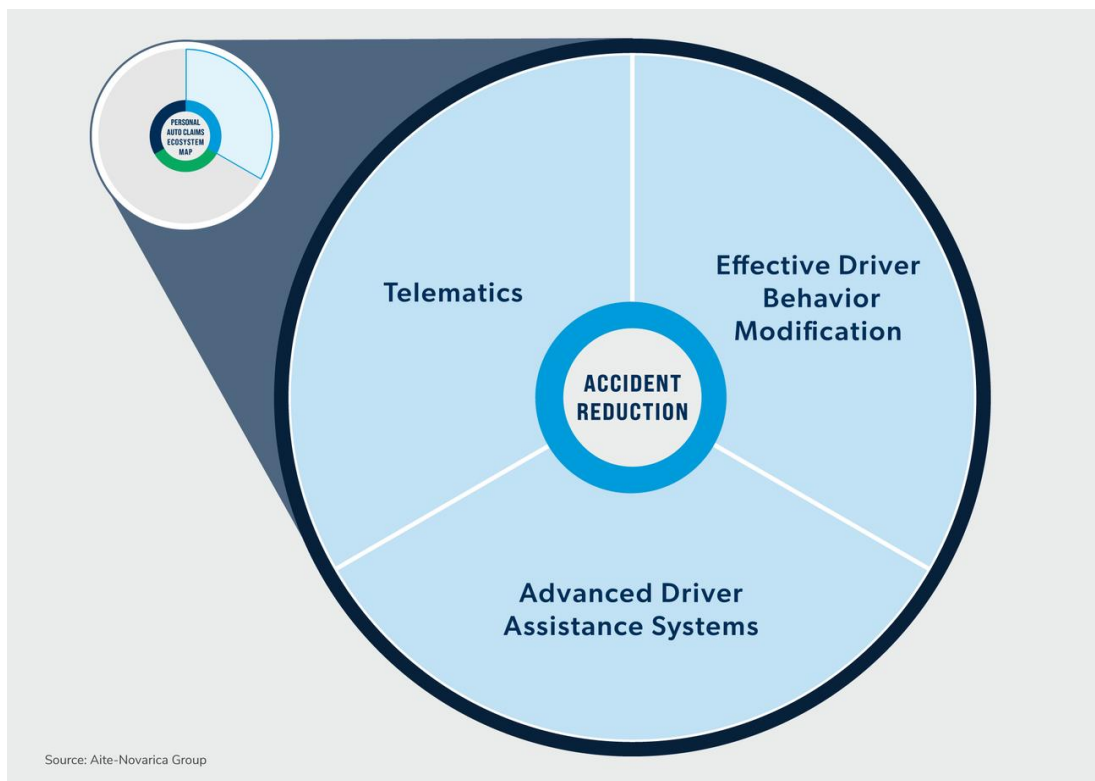 PERSONAL
AUTO CLAIMS
ECOSYSTEM
MAP
Telematics
Effective Driver
Behavior
Modification
ACCIDENT
REDUCTION
Advanced Driver
Assistance Systems
Source: Aite-Novarica Group